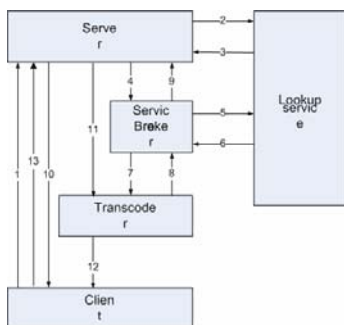 Serve
r
2
3
4
9
Lookup
servic
e
Servic
e
Broke
r
5
6
11
13
1
10
7
8
Transcode
r
12
Clien
t